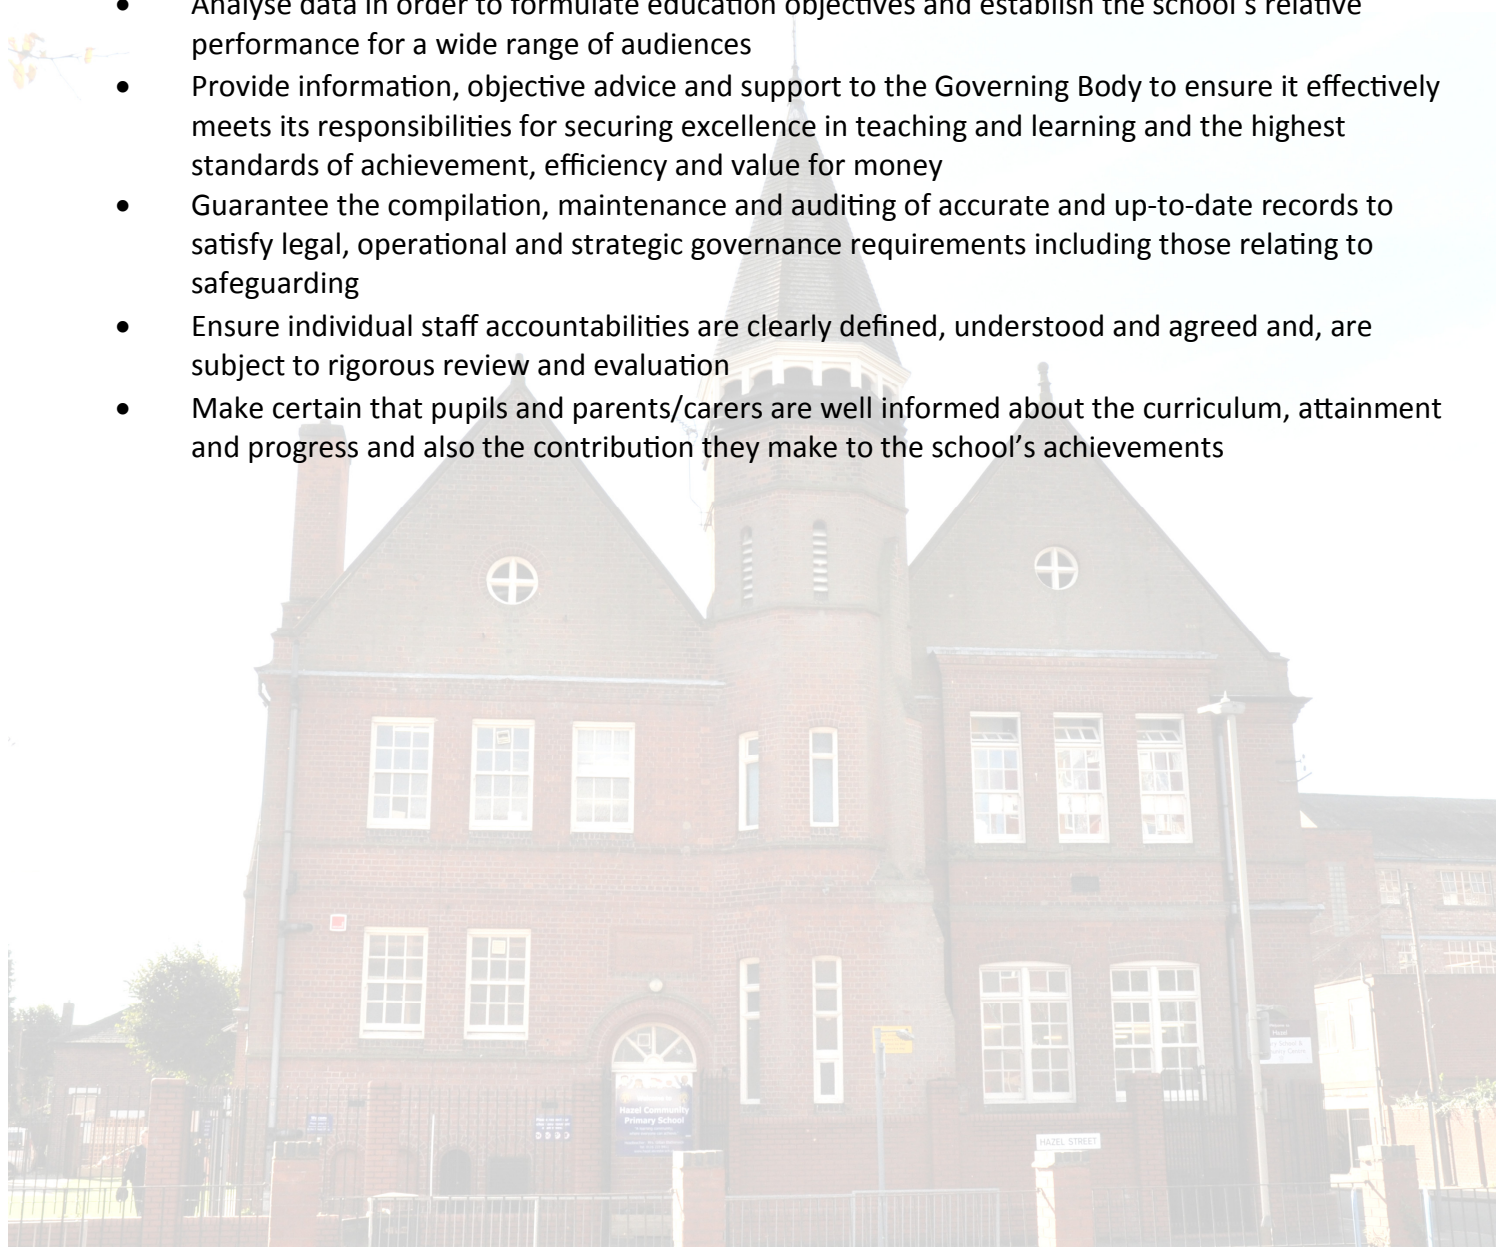 • Analyse data in order to formulate education objectives and establish the school's relative
performance for a wide range of audiences
• Provide information, objective advice and support to the Governing Body to ensure it effectively
meets its responsibilities for securing excellence in teaching and learning and the highest
standards of achievement, efficiency and value for money
• Guarantee the compilation, maintenance and auditing of accurate and up-to-date records to
satisfy legal, operational and strategic governance requirements including those relating to
safeguarding
• Ensure individual staff accountabilities are clearly defined, understood and agreed and, are
subject to rigorous review and evaluation
• Make certain that pupils and parents/carers are well informed about the curriculum, attainment
and progress and also the contribution they make to the school’s achievements
Welcome to
Hazel Community
Primary School
HAZEL STREET